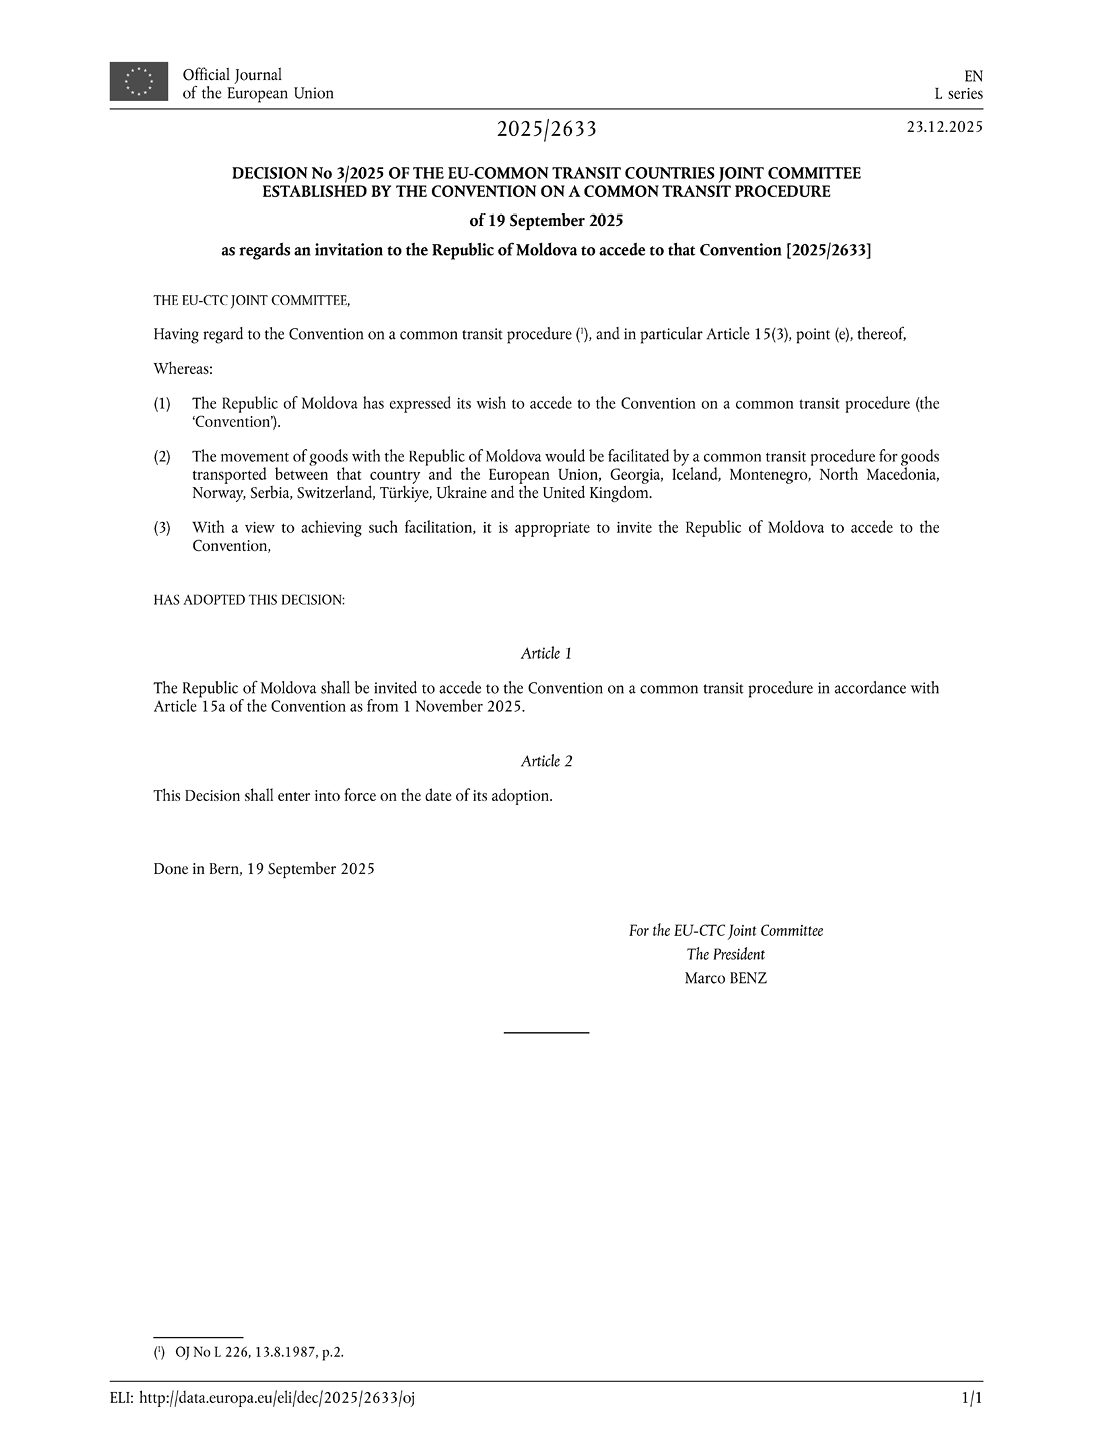 Official Journal
of the European Union
EN
L series
2025/2633
23.12.2025
DECISION No 3/2025 OF THE EU-COMMON TRANSIT COUNTRIES JOINT COMMITTEE
ESTABLISHED BY THE CONVENTION ON A COMMON TRANSIT PROCEDURE
of 19 September 2025
as regards an invitation to the Republic of Moldova to accede to that Convention [2025/2633]
THE EU-CTC JOINT COMMITTEE,
Having regard to the Convention on a common transit procedure (¹), and in particular Article 15(3), point (e), thereof,
Whereas:
(1) The Republic of Moldova has expressed its wish to accede to the Convention on a common transit procedure (the
‘Convention’).
(2) The movement of goods with the Republic of Moldova would be facilitated by a common transit procedure for goods
transported between that country and the European Union, Georgia, Iceland, Montenegro, North Macedonia,
Norway, Serbia, Switzerland, Türkiye, Ukraine and the United Kingdom.
(3) With a view to achieving such facilitation, it is appropriate to invite the Republic of Moldova to accede to the
Convention,
HAS ADOPTED THIS DECISION:
Article 1
The Republic of Moldova shall be invited to accede to the Convention on a common transit procedure in accordance with
Article 15a of the Convention as from 1 November 2025.
Article 2
This Decision shall enter into force on the date of its adoption.
Done in Bern, 19 September 2025
For the EU-CTC Joint Committee
The President
Marco BENZ
(¹) OJ No L 226, 13.8.1987, p.2.
ELI: http://data.europa.eu/eli/dec/2025/2633/oj
1/1